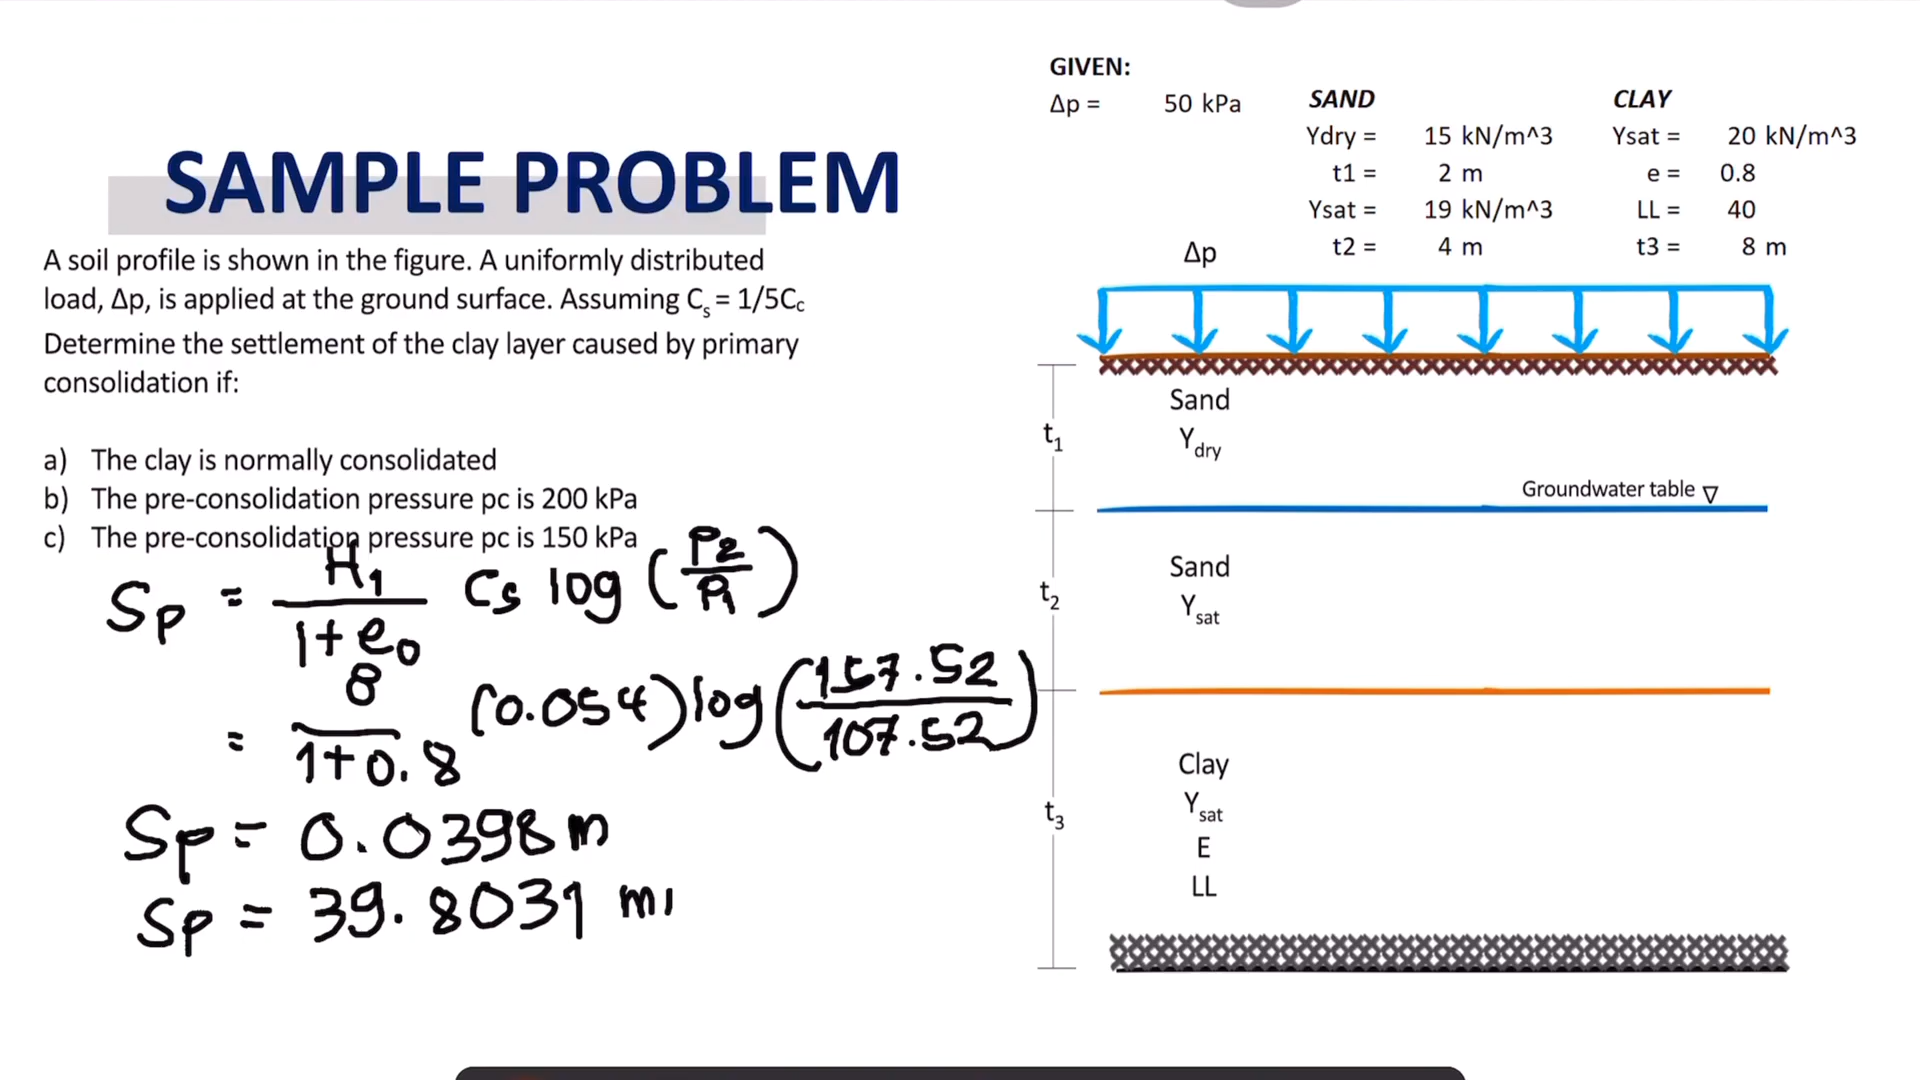 SAMPLE PROBLEM
A soil profile is shown in the figure. A uniformly distributed
load, Δp, is applied at the ground surface. Assuming Cs = 1/5Cc
Determine the settlement of the clay layer caused by primary
consolidation if:
a) The clay is normally consolidated
b) The pre-consolidation pressure pc is 200 kPa
c) The pre-consolidation pressure pc is 150 kPa
Sp = H1/(1+e0) Cs log (P2/P1)
= 8/(1+0.8) (0.054) log (157.52/107.52)
Sp = 0.0398 m
Sp = 39.8031
GIVEN:
Δp = 50 kPa
SAND
Ydry = 15 kN/m^3
t1 = 2 m
Ysat = 19 kN/m^3
t2 = 4 m
CLAY
Ysat = 20 kN/m^3
e = 0.8
LL = 40
t3 = 8 m
Δp
t1
Sand
Ydry
Groundwater table
t2
Sand
Ysat
t3
Clay
Ysat
E
LL